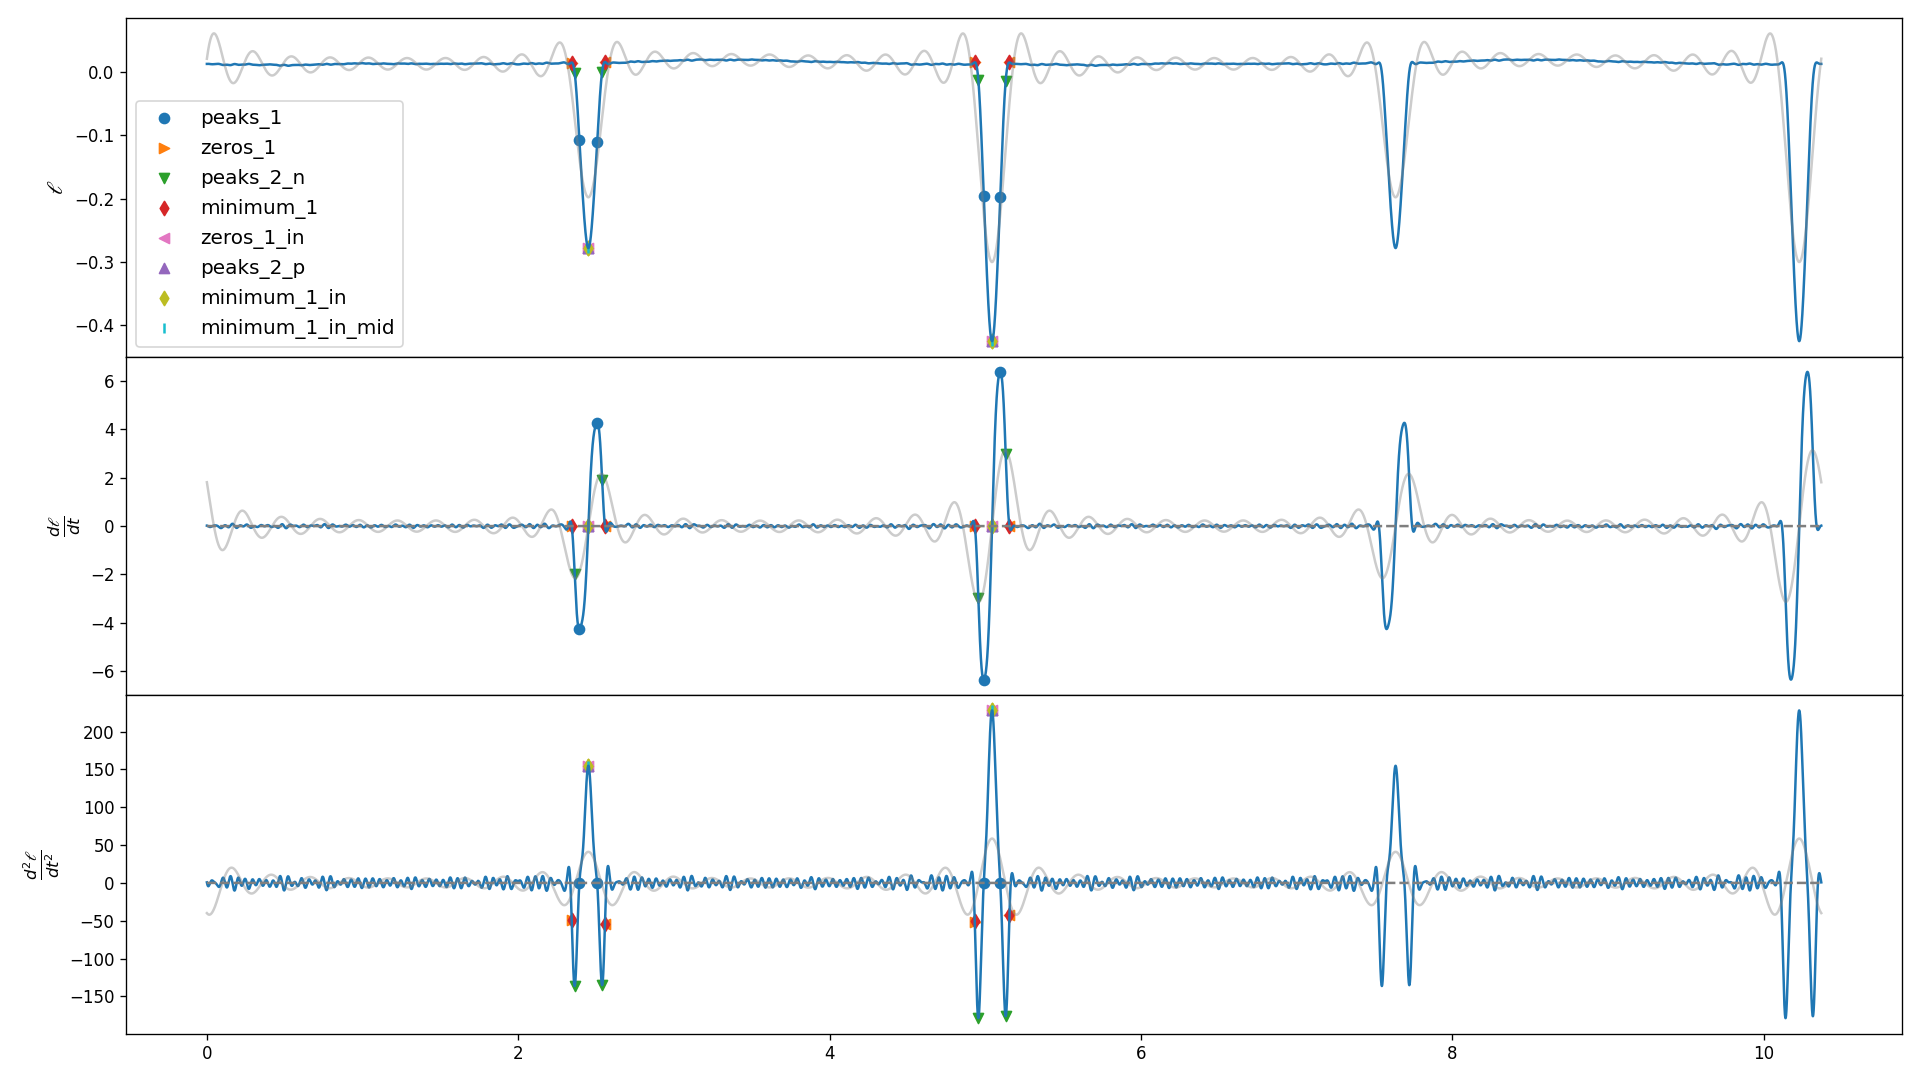 0.0
−0.1
−0.2
−0.3
−0.4
ℓ
peaks_1
zeros_1
peaks_2_n
minimum_1
zeros_1_in
peaks_2_p
minimum_1_in
minimum_1_in_mid
6
4
2
0
−2
−4
−6
dℓ
dt
200
150
100
50
0
−50
−100
−150
d²ℓ
dt²
0 2 4 6 8 10